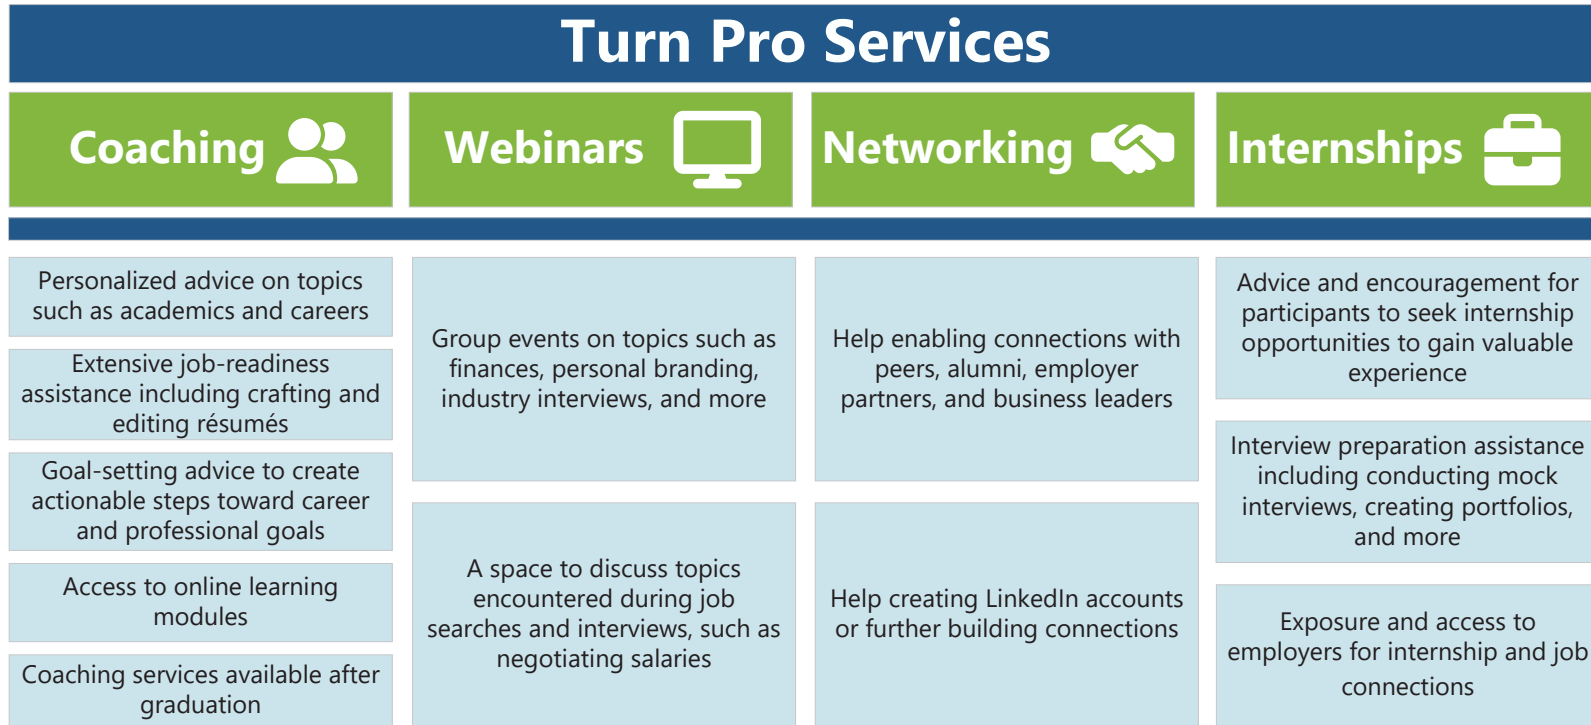 Turn Pro Services
Coaching
Webinars
Networking
Internships
Personalized advice on topics
such as academics and careers
Extensive job-readiness
assistance including crafting and
editing résumés
Goal-setting advice to create
actionable steps toward career
and professional goals
Access to online learning
modules
Coaching services available after
graduation
Group events on topics such as
finances, personal branding,
industry interviews, and more
A space to discuss topics
encountered during job
searches and interviews, such as
negotiating salaries
Help enabling connections with
peers, alumni, employer
partners, and business leaders
Help creating LinkedIn accounts
or further building connections
Advice and encouragement for
participants to seek internship
opportunities to gain valuable
experience
Interview preparation assistance
including conducting mock
interviews, creating portfolios,
and more
Exposure and access to
employers for internship and job
connections